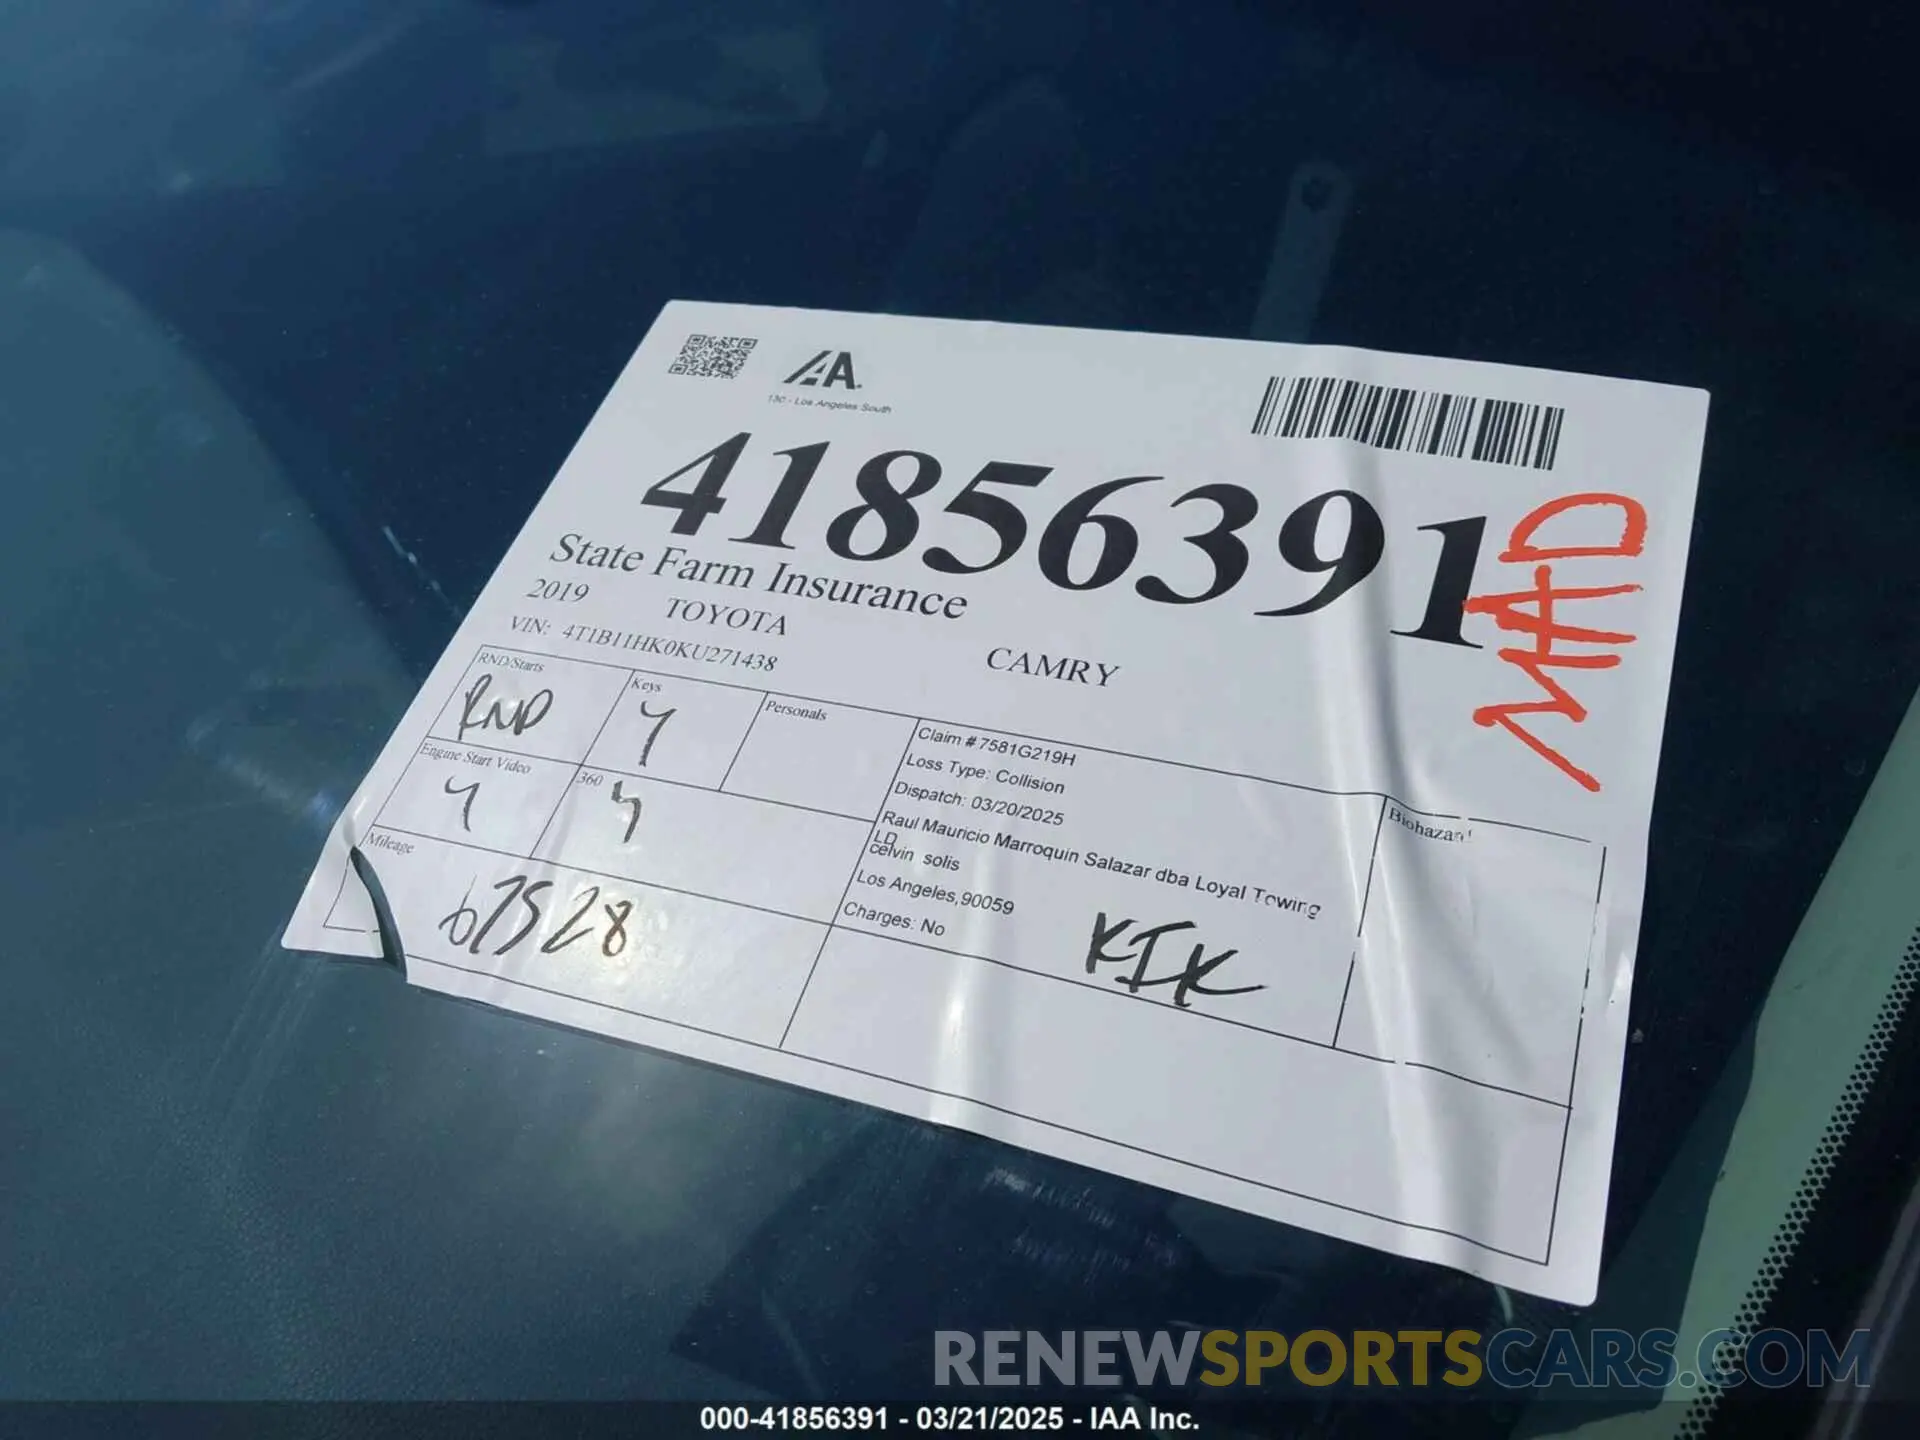 IAA
130 - Los Angeles South
41856391
State Farm Insurance
2019 TOYOTA CAMRY
VIN: 4T1B11HK0KU271438
MAD
RND/Starts
RND
Keys
Y
Personals
Engine Start Video
Y
360
Y
Mileage
67528
Claim # 7581G219H
Loss Type: Collision
Dispatch: 03/20/2025
Raul Mauricio Marroquin Salazar dba Loyal Towing
LD
celvin solis
Los Angeles,90059
Charges: No
KIK
Biohazard
RENEWSPORTSCARS.COM
000-41856391 - 03/21/2025 - IAA Inc.